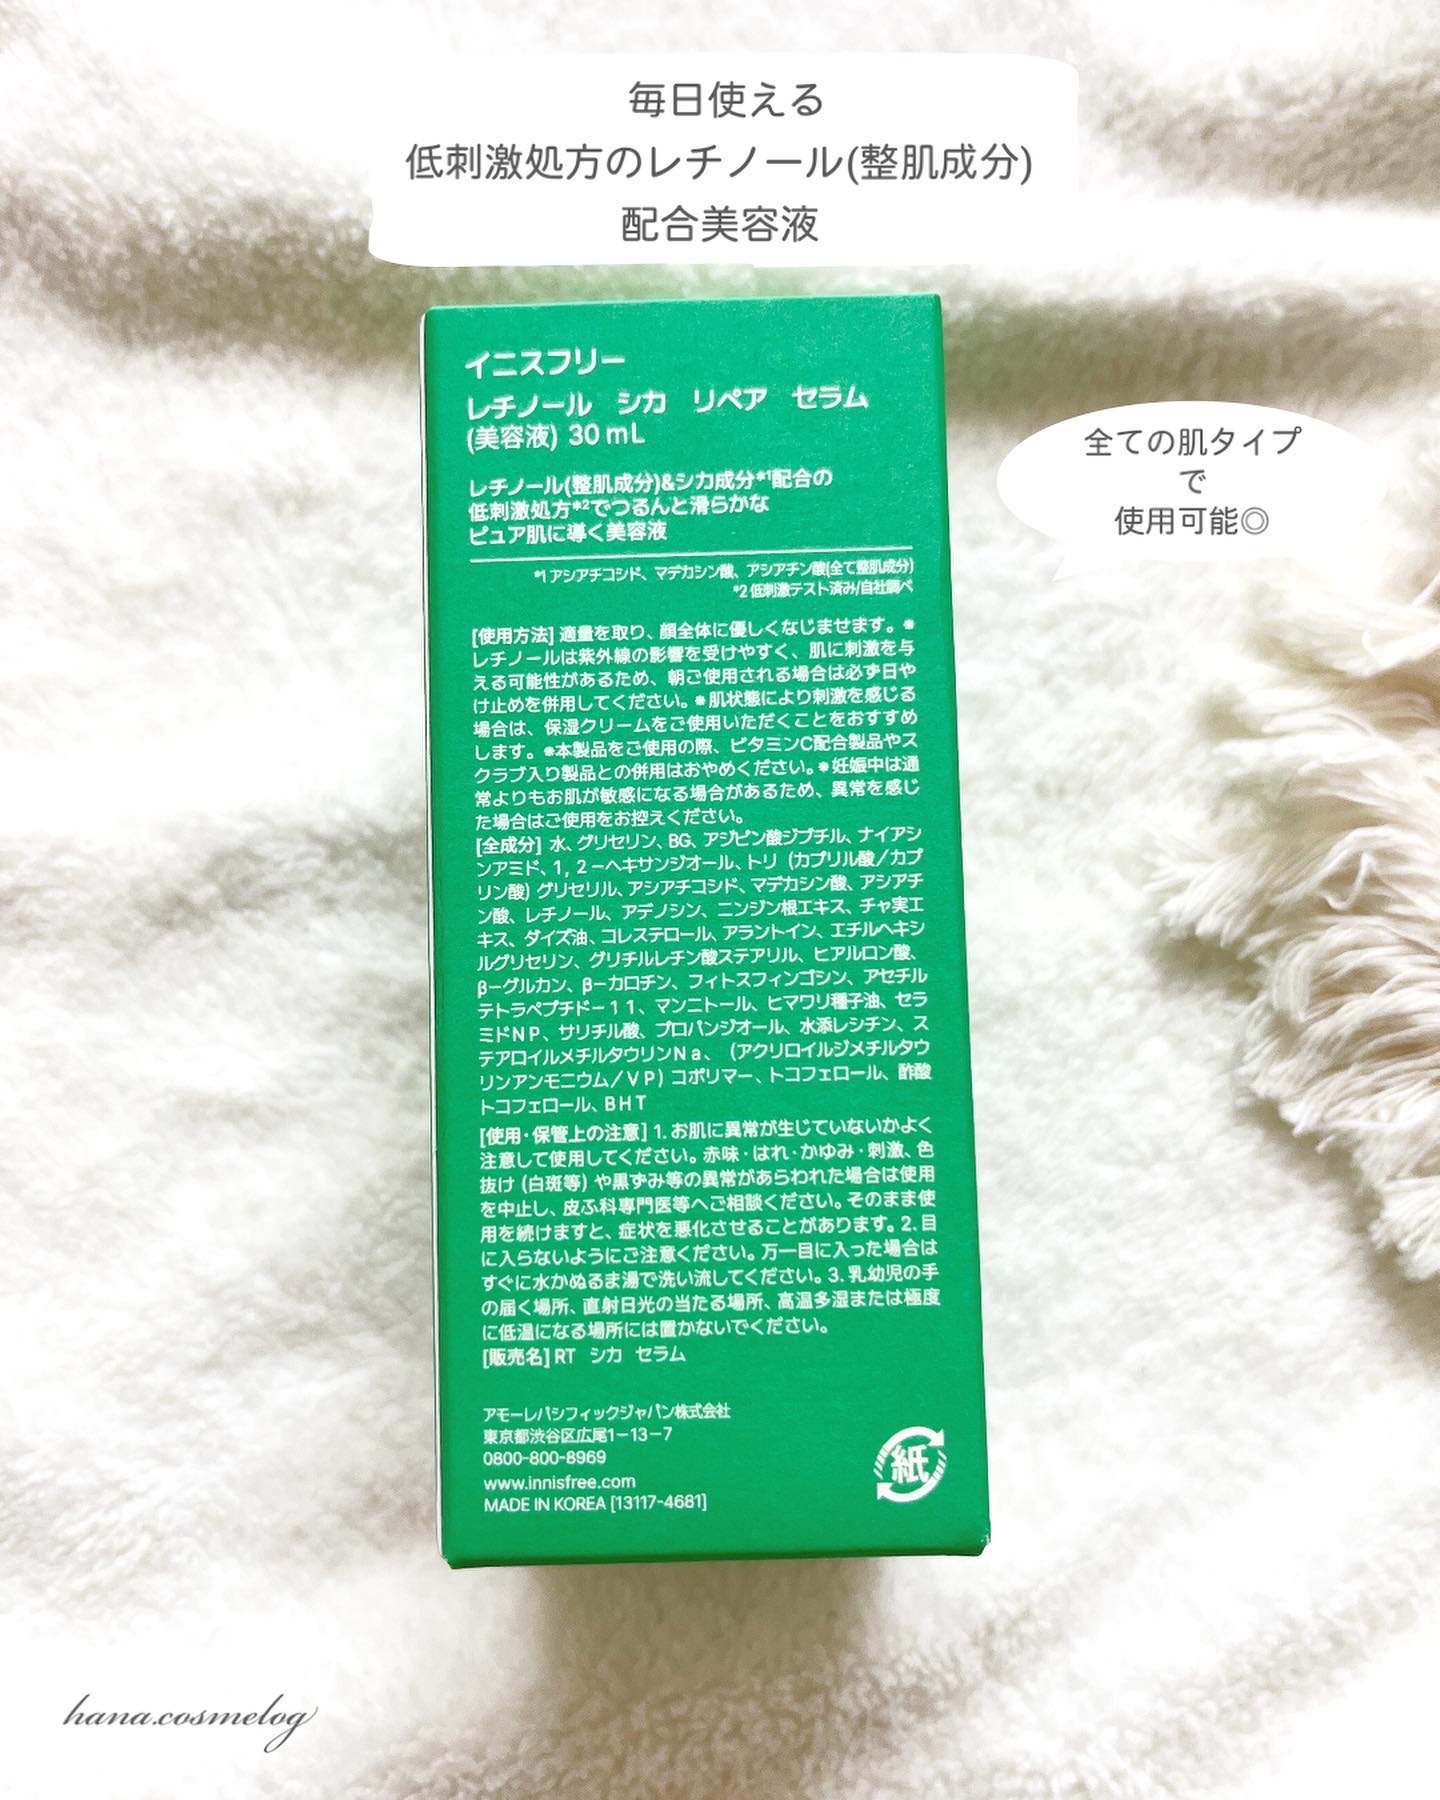 毎日使える
低刺激処方のレチノール(整肌成分)
配合美容液
全ての肌タイプ
で
使用可能◎
イニスフリー
レチノール シカ リペア セラム
(美容液) 30 mL
レチノール(整肌成分)&シカ成分*1配合の
低刺激処方*2でつるんと滑らかな
ピュア肌に導く美容液
*1 アシアチコシド、マデカシン酸、アシアチン酸(全て整肌成分)
*2 低刺激テスト済み/自社調べ
[使用方法] 適量を取り、顔全体に優しくなじませます。※
レチノールは紫外線の影響を受けやすく、肌に刺激を与
える可能性があるため、朝ご使用される場合は必ず日や
け止めを併用してください。※肌状態により刺激を感じる
場合は、保湿クリームをご使用いただくことをおすすめ
します。※本製品をご使用の際、ビタミンC配合製品やス
クラブ入り製品との併用はおやめください。※妊娠中は通
常よりもお肌が敏感になる場合があるため、異常を感じ
た場合はご使用をお控えください。
[全成分] 水、グリセリン、BG、アジピン酸ジブチル、ナイアシ
ンアミド、1, 2－ヘキサンジオール、トリ（カプリル酸／カプ
リン酸）グリセリル、アシアチコシド、マデカシン酸、アシアチ
ン酸、レチノール、アデノシン、ニンジン根エキス、チャ実エ
キス、ダイズ油、コレステロール、アラントイン、エチルヘキシ
ルグリセリン、グリチルレチン酸ステアリル、ヒアルロン酸、
β－グルカン、β－カロチン、フィトスフィンゴシン、アセチル
テトラペプチド－１１、マンニトール、ヒマワリ種子油、セラ
ミドＮＰ、サリチル酸、プロパンジオール、水添レシチン、ス
テアロイルメチルタウリンＮａ、（アクリロイルジメチルタウ
リンアンモニウム／ＶＰ）コポリマー、トコフェロール、酢酸
トコフェロール、ＢＨＴ
[使用・保管上の注意] 1. お肌に異常が生じていないかよく
注意して使用してください。赤味・はれ・かゆみ・刺激、色
抜け（白斑等）や黒ずみ等の異常があらわれた場合は使用
を中止し、皮ふ科専門医等へご相談ください。そのまま使
用を続けますと、症状を悪化させることがあります。2. 目
に入らないようにご注意ください。万一目に入った場合は
すぐに水かぬるま湯で洗い流してください。3. 乳幼児の手
の届く場所、直射日光の当たる場所、高温多湿または極度
に低温になる場所には置かないでください。
[販売名] RT シカ セラム
アモーレパシフィックジャパン株式会社
東京都渋谷区広尾1－13－7
0800-800-8969
www.innisfree.com
MADE IN KOREA [13117-4681]
紙
hana.cosmelog